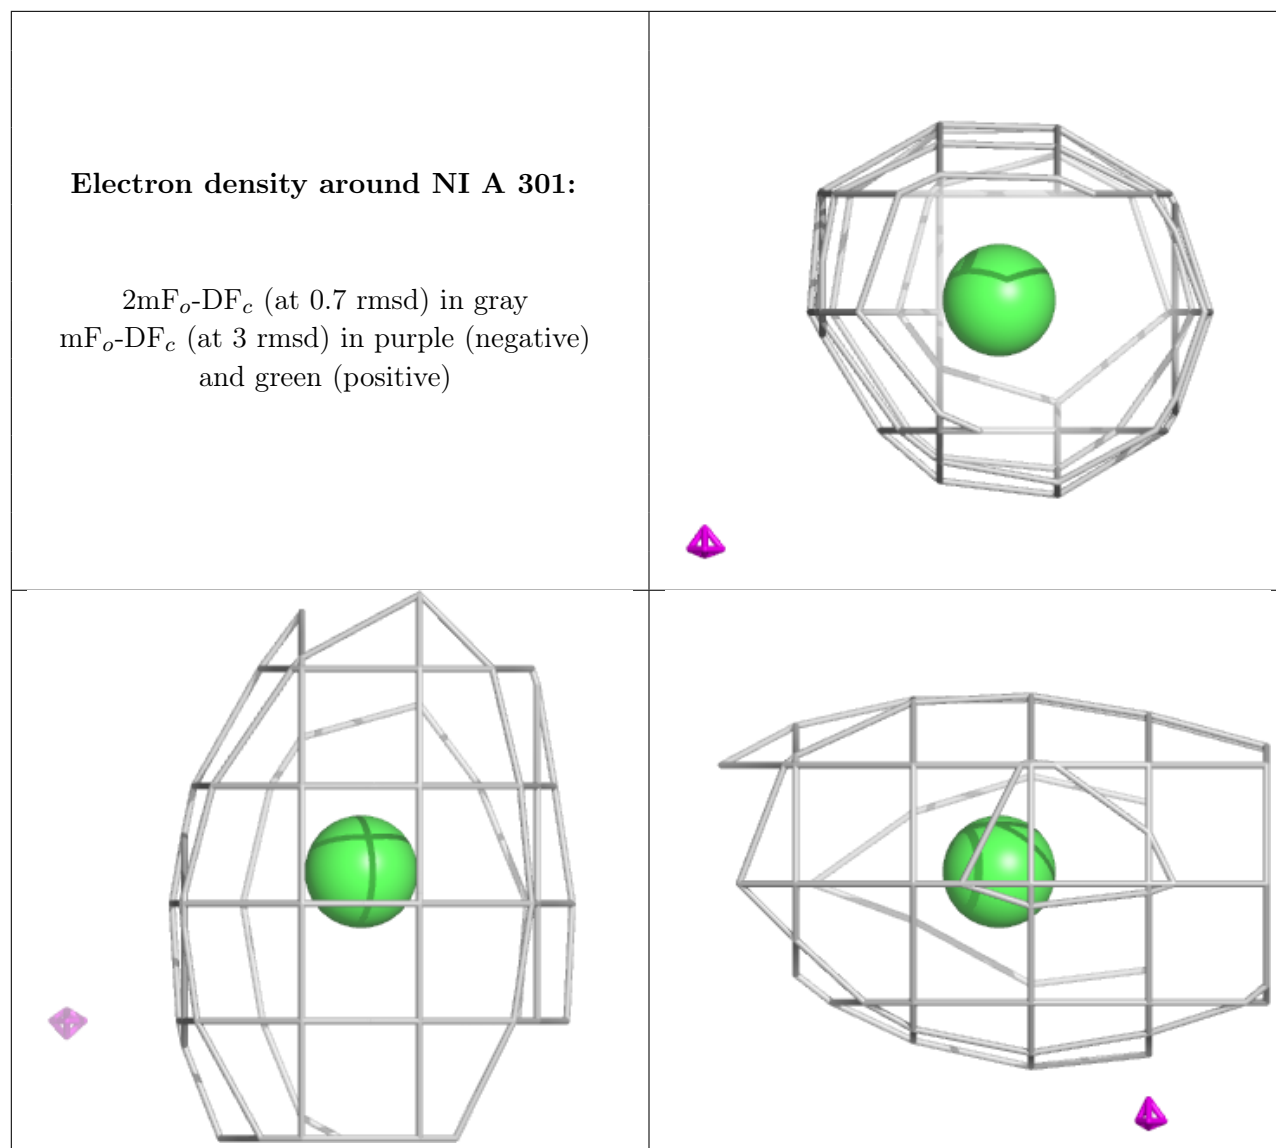 Electron density around NI A 301:
2mFo-DFc (at 0.7 rmsd) in gray
mFo-DFc (at 3 rmsd) in purple (negative)
and green (positive)